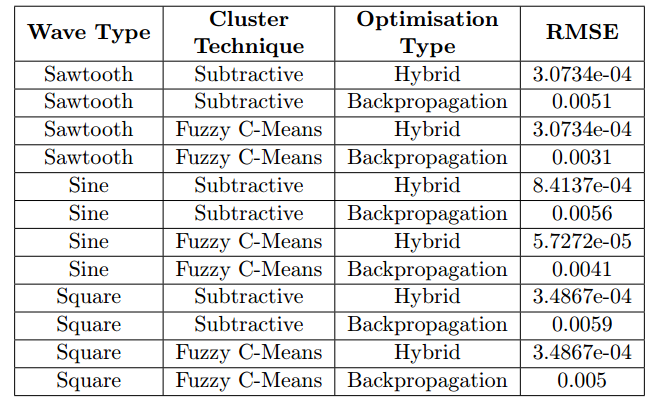 Wave Type Cluster Technique Optimisation Type RMSE
Sawtooth Subtractive Hybrid 3.0734e-04
Sawtooth Subtractive Backpropagation 0.0051
Sawtooth Fuzzy C-Means Hybrid 3.0734e-04
Sawtooth Fuzzy C-Means Backpropagation 0.0031
Sine Subtractive Hybrid 8.4137e-04
Sine Subtractive Backpropagation 0.0056
Sine Fuzzy C-Means Hybrid 5.7272e-05
Sine Fuzzy C-Means Backpropagation 0.0041
Square Subtractive Hybrid 3.4867e-04
Square Subtractive Backpropagation 0.0059
Square Fuzzy C-Means Hybrid 3.4867e-04
Square Fuzzy C-Means Backpropagation 0.005